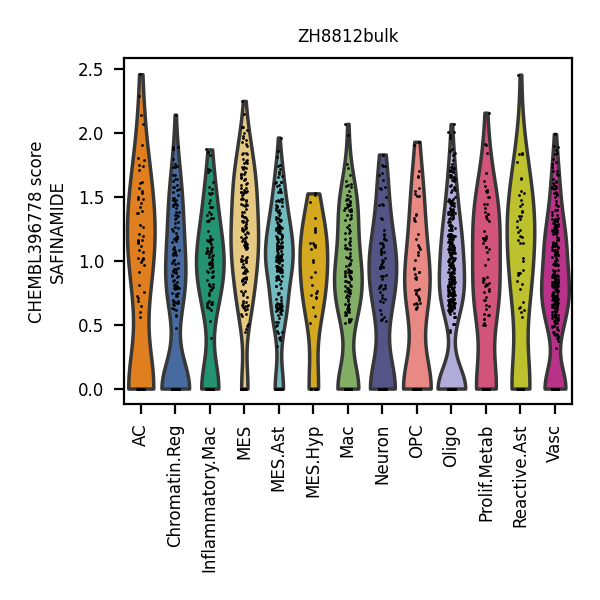 ZH8812bulk
CHEMBL396778 score
SAFINAMIDE
2.5
2.0
1.5
1.0
0.5
0.0
AC
Chromatin.Reg
Inflammatory.Mac
MES
MES.Ast
MES.Hyp
Mac
Neuron
OPC
Oligo
Prolif.Metab
Reactive.Ast
Vasc